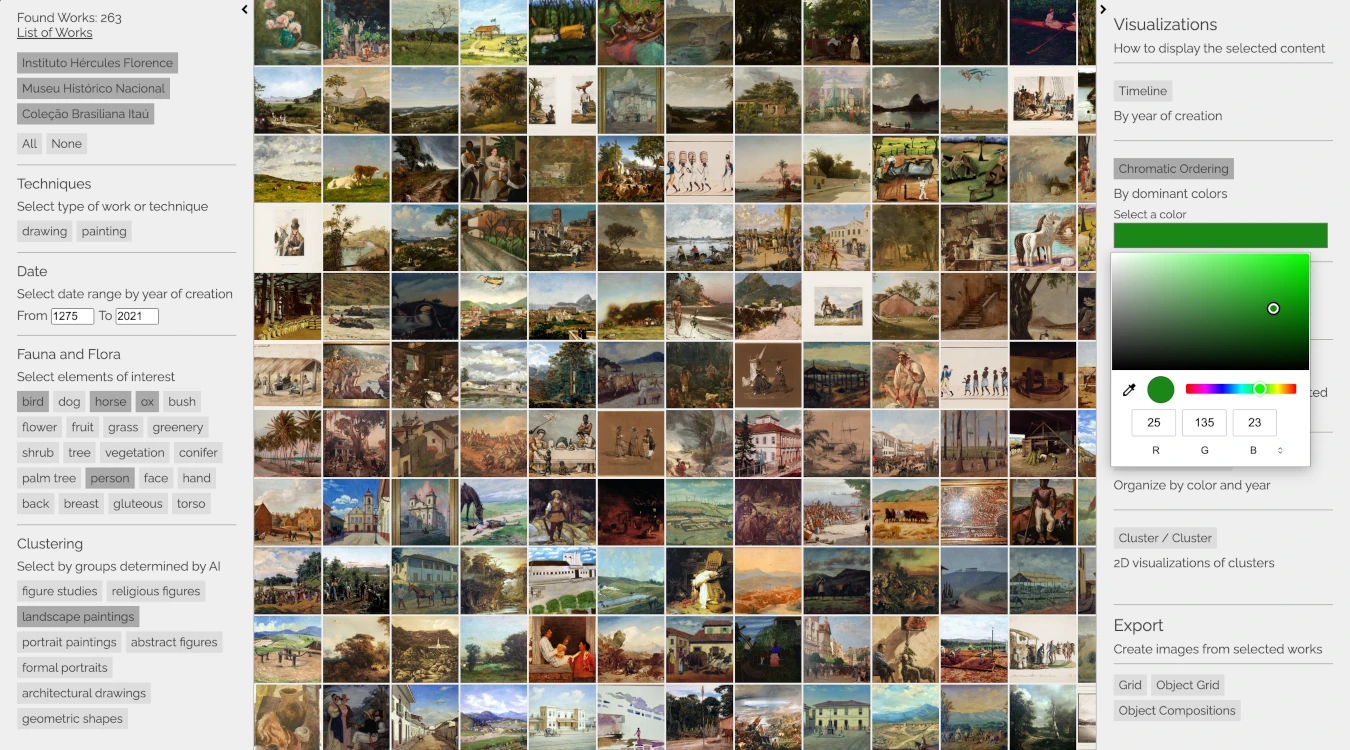 Found Works: 263
List of Works
Instituto Hércules Florence
Museu Histórico Nacional
Coleção Brasiliana Itaú
All None
Techniques
Select type of work or technique
drawing painting
Date
Select date range by year of creation
From 1275 To 2021
Fauna and Flora
Select elements of interest
bird dog horse ox bush
flower fruit grass greenery
shrub tree vegetation conifer
palm tree person face hand
back breast gluteous torso
Clustering
Select by groups determined by AI
figure studies religious figures
landscape paintings
portrait paintings abstract figures
formal portraits
architectural drawings
geometric shapes
Visualizations
How to display the selected content
Timeline
By year of creation
Chromatic Ordering
By dominant colors
Select a color
ted
25 135 23
R G B
Organize by color and year
Cluster / Cluster
2D visualizations of clusters
Export
Create images from selected works
Grid Object Grid
Object Compositions